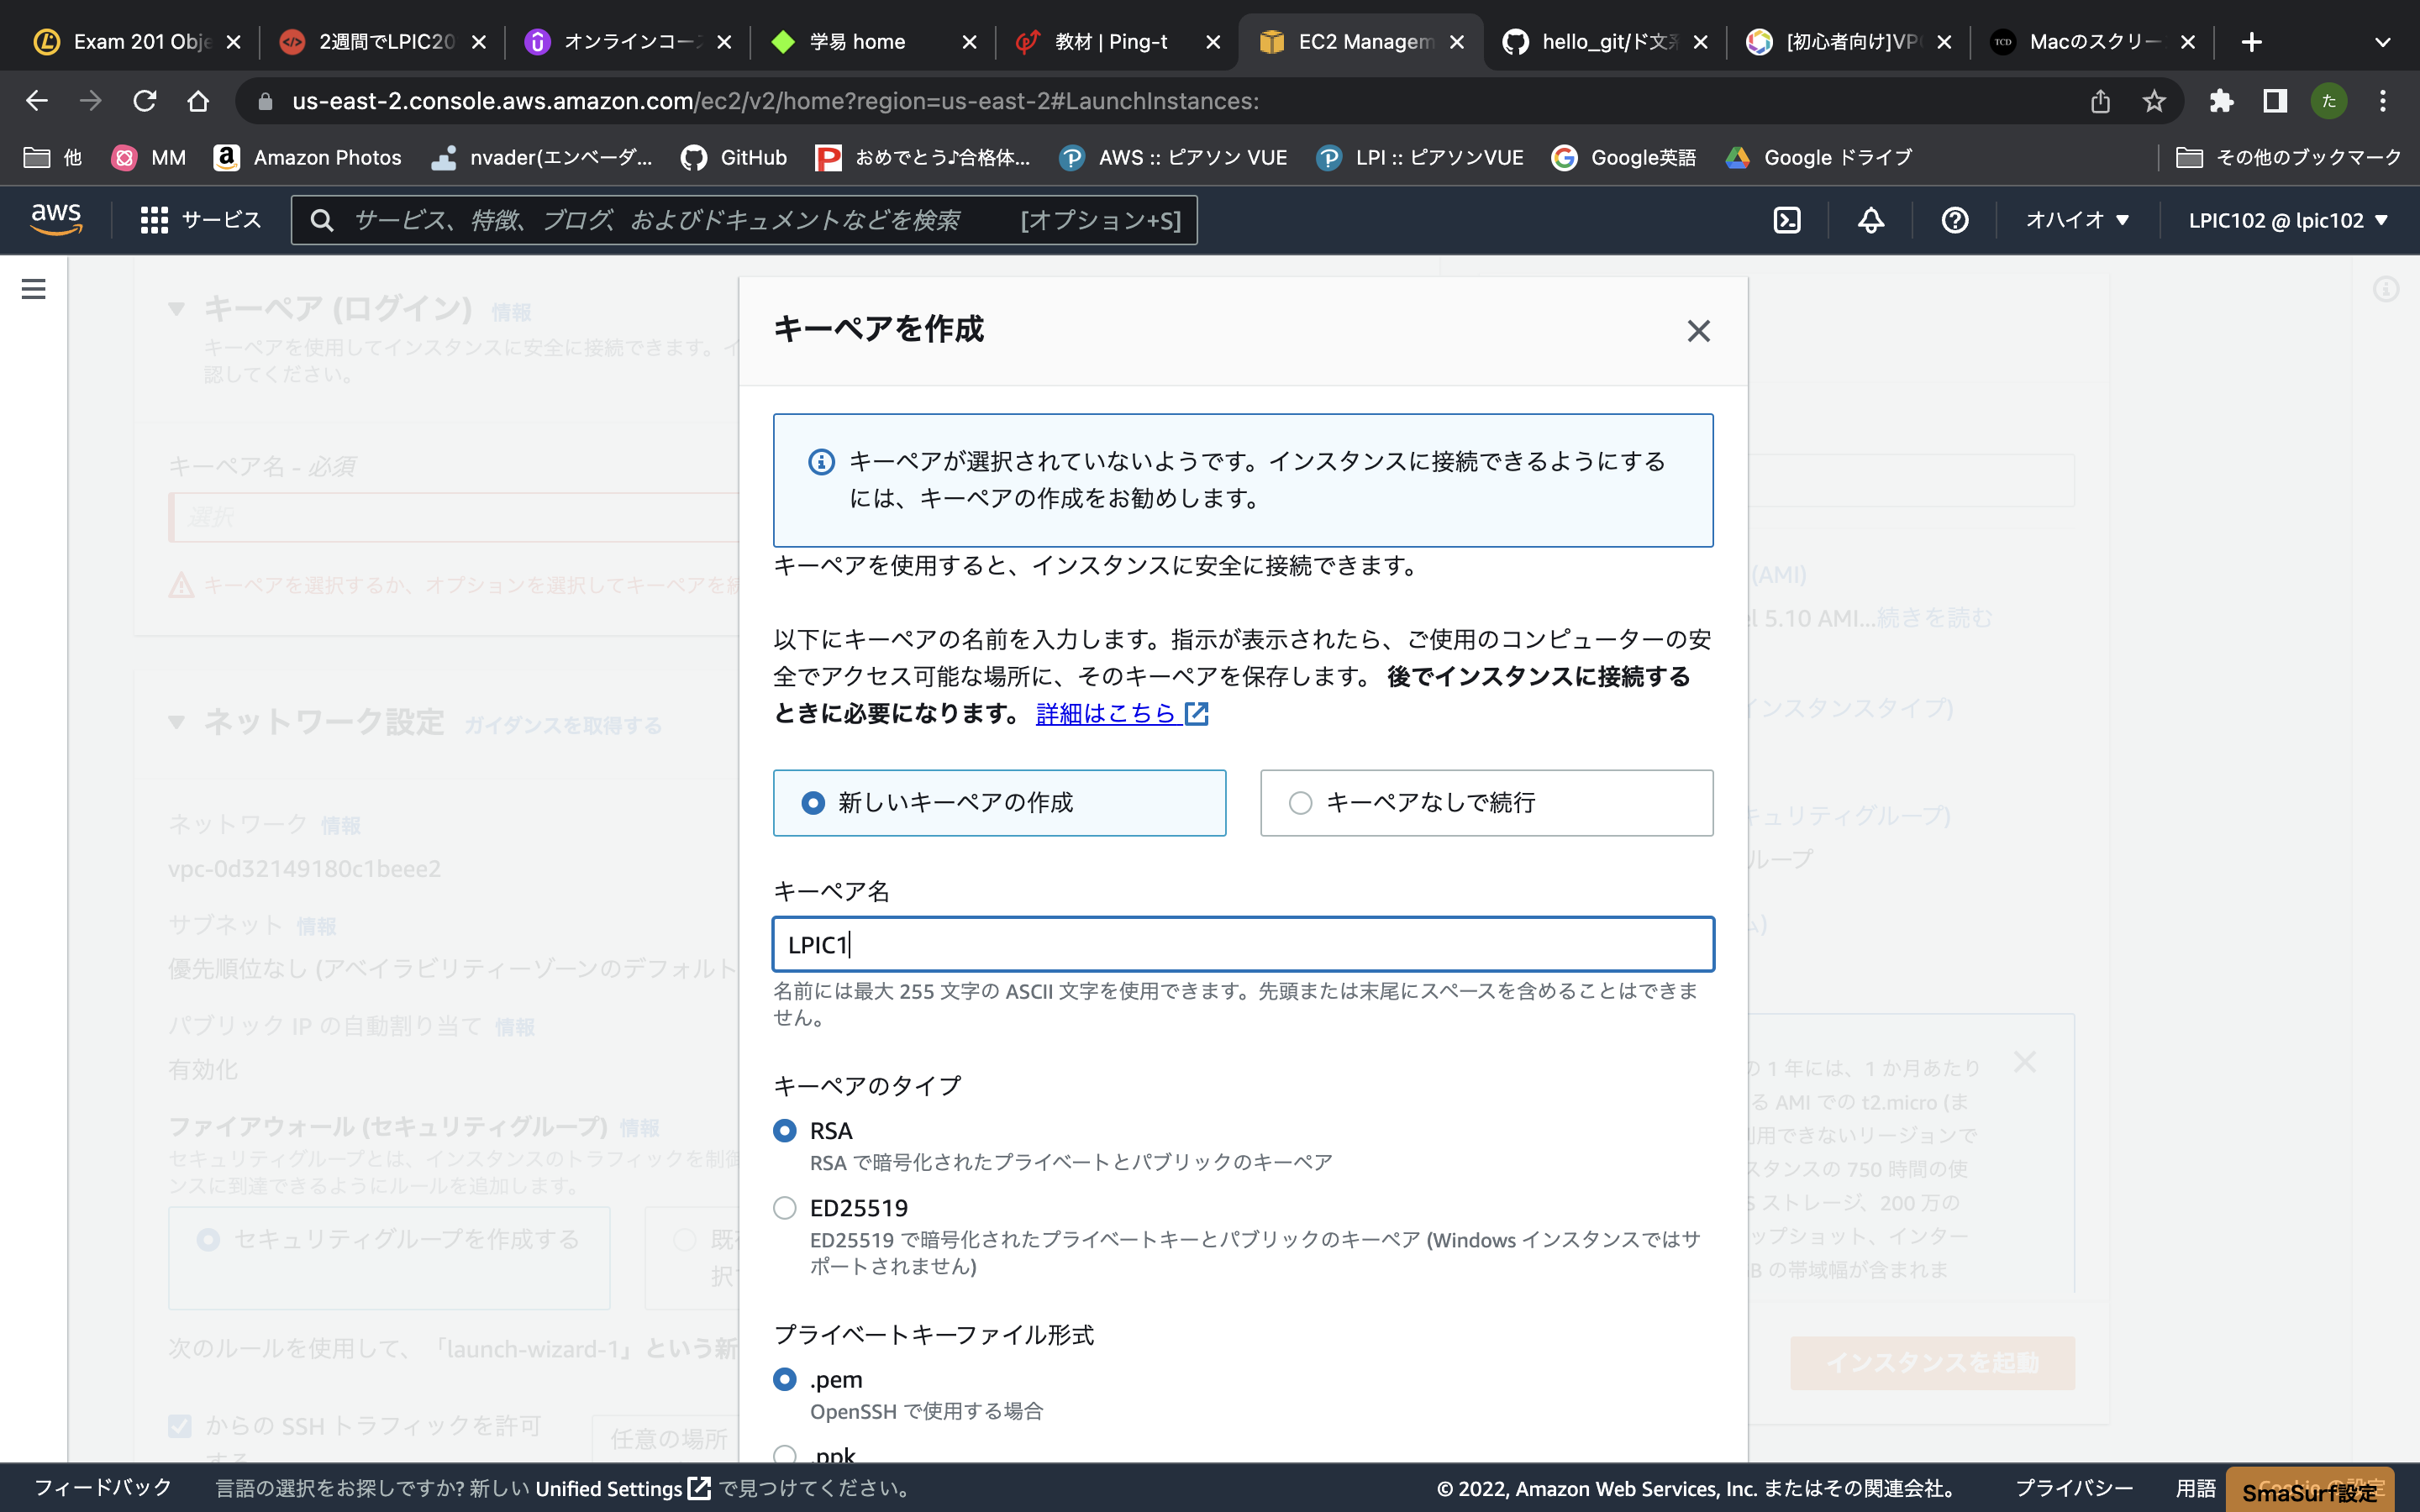 Exam 201 Obje
2週間でLPIC20
オンラインコー
学易 home
教材 | Ping-t
EC2 Managem
hello_git/ド文系
[初心者向け]VP
TCD
Macのスクリー
us-east-2.console.aws.amazon.com/ec2/v2/home?region=us-east-2#LaunchInstances:
た
他
MM
Amazon Photos
nvader(エンベーダ...
GitHub
おめでとう♪合格体...
AWS :: ピアソン VUE
LPI :: ピアソンVUE
Google英語
Google ドライブ
その他のブックマーク
aws
サービス
サービス、特徴、ブログ、およびドキュメントなどを検索
[オプション+S]
オハイオ
LPIC102 @ lpic102
キーペア (ログイン) 情報
キーペアを使用してインスタンスに安全に接続できます。イ
認してください。
キーペア名 - 必須
選択
キーペアを選択するか、オプションを選択してキーペアを続
ネットワーク設定 ガイダンスを取得する
ネットワーク 情報
vpc-0d32149180c1beee2
サブネット 情報
優先順位なし (アベイラビリティーゾーンのデフォルト
パブリック IP の自動割り当て 情報
有効化
ファイアウォール (セキュリティグループ) 情報
セキュリティグループとは、インスタンスのトラフィックを制御
ンスに到達できるようにルールを追加します。
セキュリティグループを作成する
既存
択
次のルールを使用して、「launch-wizard-1」という新
からの SSH トラフィックを許可
する
任意の場所
キーペアを作成
キーペアが選択されていないようです。インスタンスに接続できるようにする
には、キーペアの作成をお勧めします。
キーペアを使用すると、インスタンスに安全に接続できます。
以下にキーペアの名前を入力します。指示が表示されたら、ご使用のコンピューターの安
全でアクセス可能な場所に、そのキーペアを保存します。 後でインスタンスに接続する
ときに必要になります。 詳細はこちら
新しいキーペアの作成
キーペアなしで続行
キーペア名
LPIC1
名前には最大 255 文字の ASCII 文字を使用できます。先頭または末尾にスペースを含めることはできま
せん。
キーペアのタイプ
RSA
RSA で暗号化されたプライベートとパブリックのキーペア
ED25519
ED25519 で暗号化されたプライベートキーとパブリックのキーペア (Windows インスタンスではサ
ポートされません)
プライベートキーファイル形式
.pem
OpenSSH で使用する場合
.ppk
(AMI)
el 5.10 AMI...続きを読む
インスタンスタイプ)
キュリティグループ)
ループ
ム)
の 1 年には、1 か月あたり
る AMI での t2.micro (ま
利用できないリージョンで
スタンスの 750 時間の使
S ストレージ、200 万の
ップショット、インター
GB の帯域幅が含まれま
インスタンスを起動
フィードバック
言語の選択をお探しですか? 新しい Unified Settings で見つけてください。
© 2022, Amazon Web Services, Inc. またはその関連会社。
プライバシー
用語
Cookie の設定
SmaSurf設定